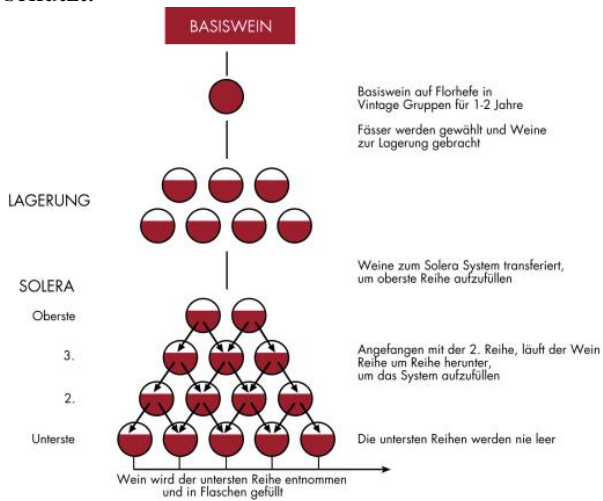 BASISWEIN
Basiswein auf Florhefe in
Vintage Gruppen für 1-2 Jahre
Fässer werden gewählt und Weine
zur Lagerung gebracht
LAGERUNG
Weine zum Solera System transferiert,
um oberste Reihe aufzufüllen
SOLERA
Oberste
3.
Angefangen mit der 2. Reihe, läuft der Wein
Reihe um Reihe herunter,
um das System aufzufüllen
2.
Unterste
Die untersten Reihen werden nie leer
Wein wird der untersten Reihe entnommen
und in Flaschen gefüllt